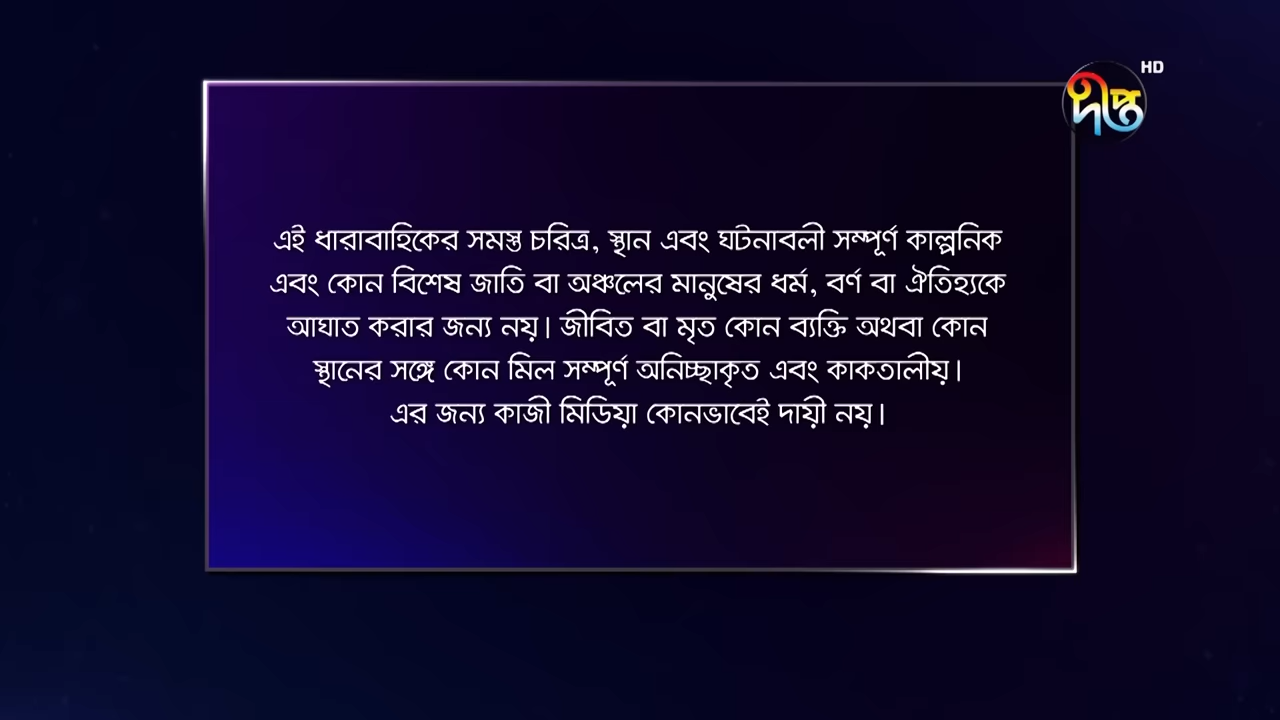 HD
দীপ্ত
এই ধারাবাহিকের সমস্ত চরিত্র, স্থান এবং ঘটনাবলী সম্পূর্ণ কাল্পনিক
এবং কোন বিশেষ জাতি বা অঞ্চলের মানুষের ধর্ম, বর্ণ বা ঐতিহ্যকে
আঘাত করার জন্য নয়। জীবিত বা মৃত কোন ব্যক্তি অথবা কোন
স্থানের সঙ্গে কোন মিল সম্পূর্ণ অনিচ্ছাকৃত এবং কাকতালীয়।
এর জন্য কাজী মিডিয়া কোনভাবেই দায়ী নয়।